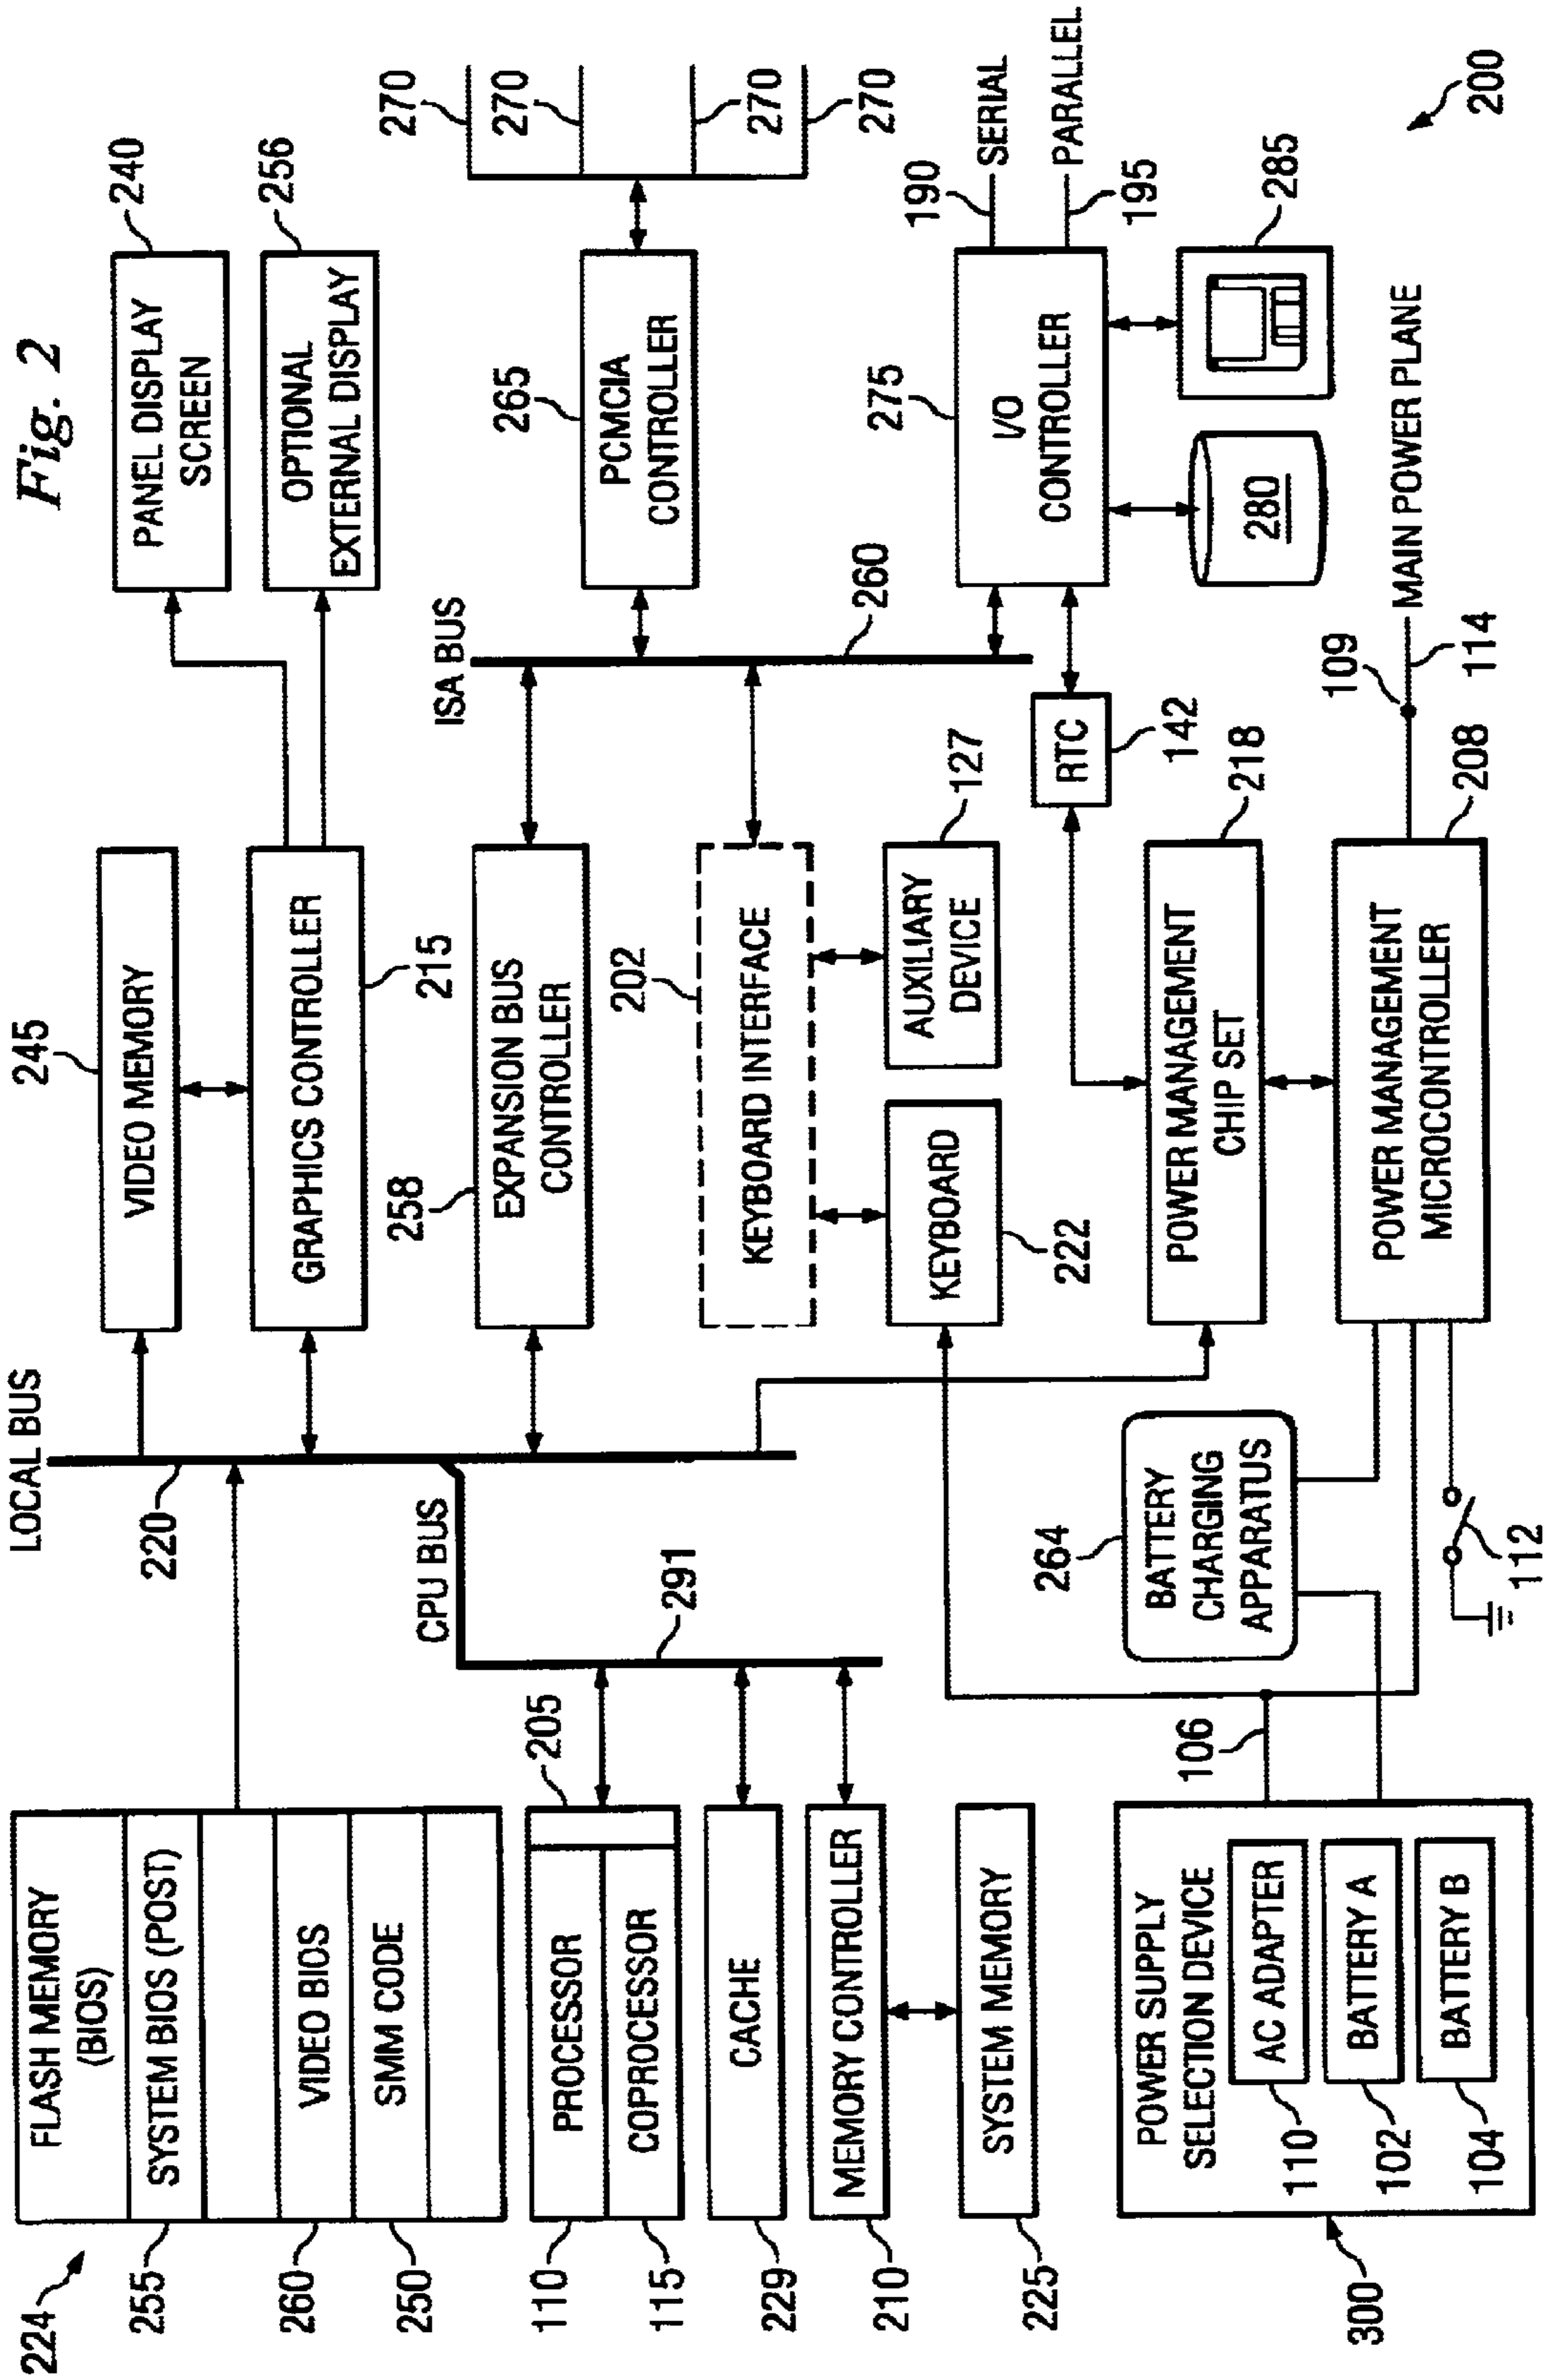 Fig. 2
224
FLASH MEMORY
(BIOS)
255
SYSTEM BIOS (POST)
260
VIDEO BIOS
250
SMM CODE
LOCAL BUS
220
245
VIDEO MEMORY
GRAPHICS CONTROLLER
215
PANEL DISPLAY
SCREEN
240
OPTIONAL
EXTERNAL DISPLAY
256
CPU BUS
291
258
EXPANSION BUS
CONTROLLER
ISA BUS
260
265
PCMCIA
CONTROLLER
270
270
270
270
110
PROCESSOR
205
115
COPROCESSOR
229
CACHE
210
MEMORY CONTROLLER
225
SYSTEM MEMORY
202
KEYBOARD INTERFACE
KEYBOARD
222
AUXILIARY
DEVICE
127
RTC
142
275
I/O
CONTROLLER
190
SERIAL
PARALLEL
195
280
285
300
POWER SUPPLY
SELECTION DEVICE
110
AC ADAPTER
102
BATTERY A
104
BATTERY B
106
264
BATTERY
CHARGING
APPARATUS
112
POWER MANAGEMENT
CHIP SET
218
POWER MANAGEMENT
MICROCONTROLLER
208
109
114
MAIN POWER PLANE
200